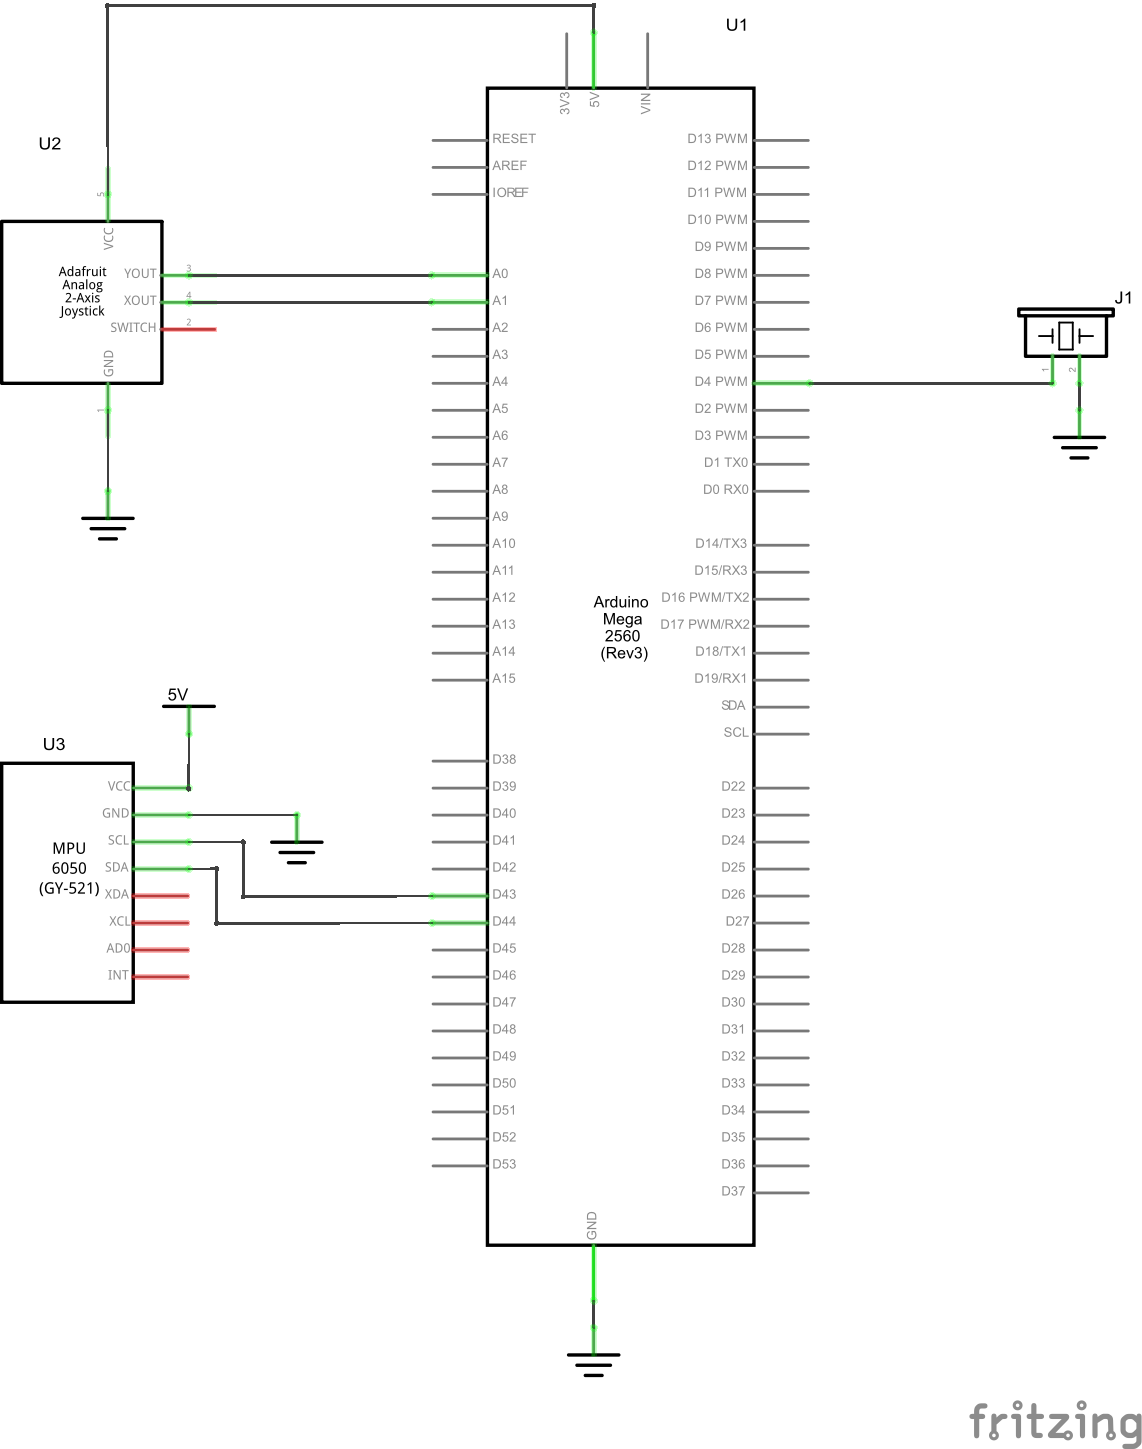 U1
3V3
5V
VIN
RESET
AREF
IOREF
A0
A1
A2
A3
A4
A5
A6
A7
A8
A9
A10
A11
A12
A13
A14
A15
D38
D39
D40
D41
D42
D43
D44
D45
D46
D47
D48
D49
D50
D51
D52
D53
Arduino
Mega
2560
(Rev3)
D13 PWM
D12 PWM
D11 PWM
D10 PWM
D9 PWM
D8 PWM
D7 PWM
D6 PWM
D5 PWM
D4 PWM
D2 PWM
D3 PWM
D1 TX0
D0 RX0
D14/TX3
D15/RX3
D16 PWM/TX2
D17 PWM/RX2
D18/TX1
D19/RX1
SDA
SCL
D22
D23
D24
D25
D26
D27
D28
D29
D30
D31
D32
D33
D34
D35
D36
D37
GND
U2
5
VCC
Adafruit
Analog
2-Axis
Joystick
YOUT
3
XOUT
4
SWITCH
2
GND
1
5V
U3
MPU
6050
(GY-521)
VCC
GND
SCL
SDA
XDA
XCL
AD0
INT
J1
1
2
fritzing